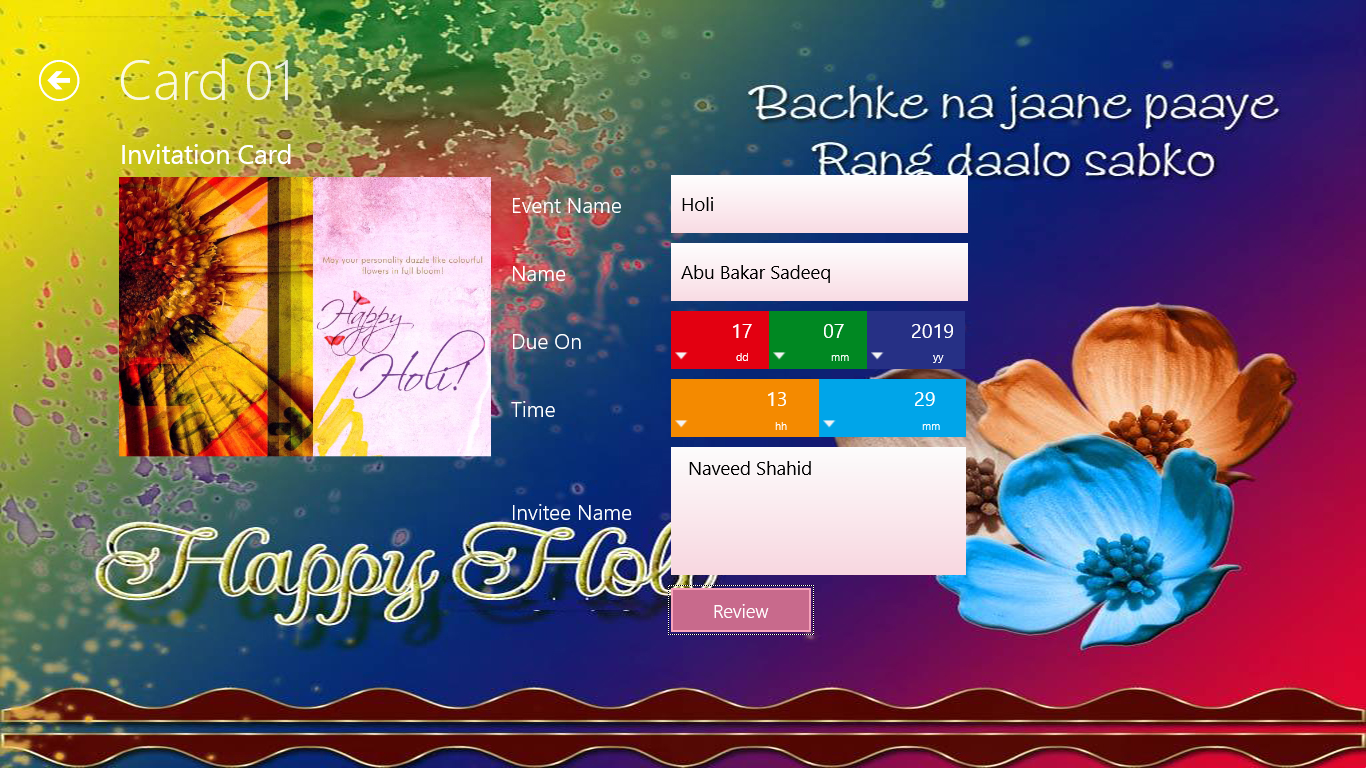 Card 01
Bachke na jaane paaye
Rang daalo sabko
Invitation Card
May your personality dazzle like colourful
flowers in full bloom!
Happy
Holi!
Event Name
Holi
Name
Abu Bakar Sadeeq
Due On
17
07
2019
dd
mm
yy
Time
13
29
hh
mm
Invitee Name
Naveed Shahid
Happy Holi
Review